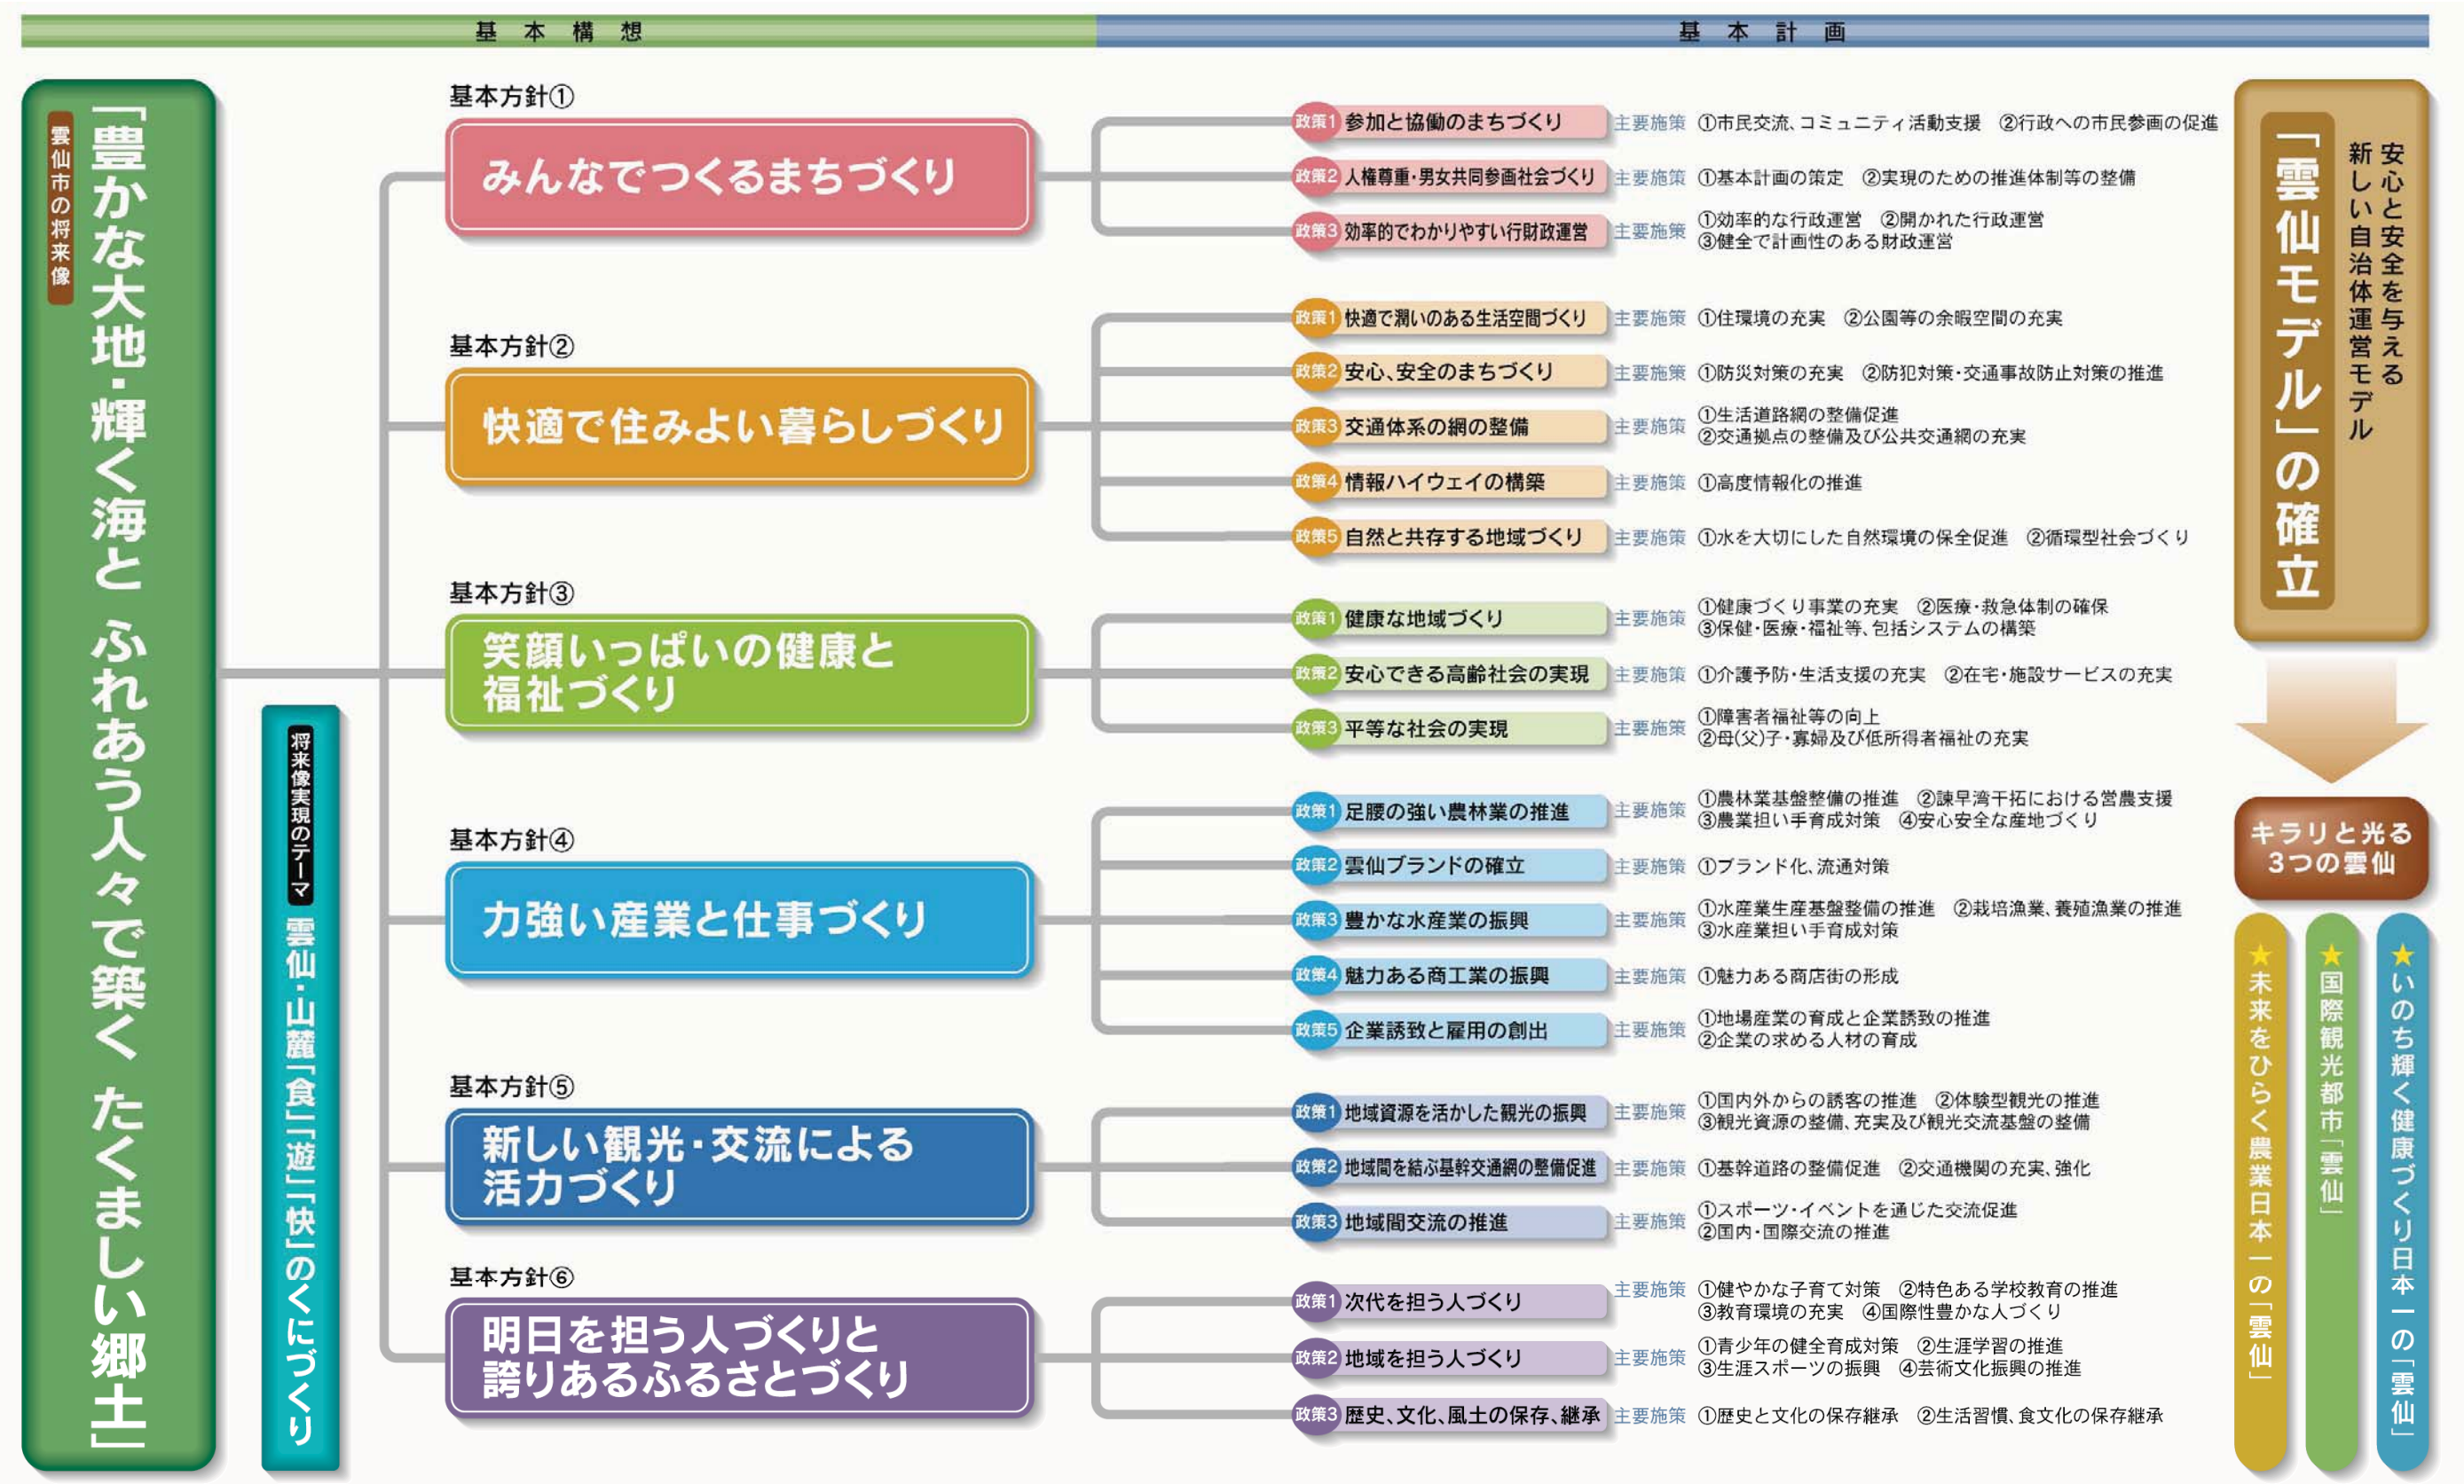 基本構想
基本計画
雲仙市の将来像
「豊かな大地・輝く海と ふれあう人々で築く たくましい郷土」
将来像実現のテーマ 雲仙・山麓「食」「遊」「快」のくにづくり
基本方針①
みんなでつくるまちづくり
政策1 参加と協働のまちづくり 主要施策 ①市民交流、コミュニティ活動支援 ②行政への市民参画の促進
政策2 人権尊重・男女共同参画社会づくり 主要施策 ①基本計画の策定 ②実現のための推進体制等の整備
政策3 効率的でわかりやすい行財政運営 主要施策 ①効率的な行政運営 ②開かれた行政運営
③健全で計画性のある財政運営
基本方針②
快適で住みよい暮らしづくり
政策1 快適で潤いのある生活空間づくり 主要施策 ①住環境の充実 ②公園等の余暇空間の充実
政策2 安心、安全のまちづくり 主要施策 ①防災対策の充実 ②防犯対策・交通事故防止対策の推進
政策3 交通体系の網の整備 主要施策 ①生活道路網の整備促進
②交通拠点の整備及び公共交通網の充実
政策4 情報ハイウェイの構築 主要施策 ①高度情報化の推進
政策5 自然と共存する地域づくり 主要施策 ①水を大切にした自然環境の保全促進 ②循環型社会づくり
基本方針③
笑顔いっぱいの健康と
福祉づくり
政策1 健康な地域づくり 主要施策 ①健康づくり事業の充実 ②医療・救急体制の確保
③保健・医療・福祉等、包括システムの構築
政策2 安心できる高齢社会の実現 主要施策 ①介護予防・生活支援の充実 ②在宅・施設サービスの充実
政策3 平等な社会の実現 主要施策 ①障害者福祉等の向上
②母(父)子・寡婦及び低所得者福祉の充実
基本方針④
力強い産業と仕事づくり
政策1 足腰の強い農林業の推進 主要施策 ①農林業基盤整備の推進 ②諫早湾干拓における営農支援
③農業担い手育成対策 ④安心安全な産地づくり
政策2 雲仙ブランドの確立 主要施策 ①ブランド化、流通対策
政策3 豊かな水産業の振興 主要施策 ①水産業生産基盤整備の推進 ②栽培漁業、養殖漁業の推進
③水産業担い手育成対策
政策4 魅力ある商工業の振興 主要施策 ①魅力ある商店街の形成
政策5 企業誘致と雇用の創出 主要施策 ①地場産業の育成と企業誘致の推進
②企業の求める人材の育成
基本方針⑤
新しい観光・交流による
活力づくり
政策1 地域資源を活かした観光の振興 主要施策 ①国内外からの誘客の推進 ②体験型観光の推進
③観光資源の整備、充実及び観光交流基盤の整備
政策2 地域間を結ぶ基幹交通網の整備促進 主要施策 ①基幹道路の整備促進 ②交通機関の充実、強化
政策3 地域間交流の推進 主要施策 ①スポーツ・イベントを通じた交流促進
②国内・国際交流の推進
基本方針⑥
明日を担う人づくりと
誇りあるふるさとづくり
政策1 次代を担う人づくり 主要施策 ①健やかな子育て対策 ②特色ある学校教育の推進
③教育環境の充実 ④国際性豊かな人づくり
政策2 地域を担う人づくり 主要施策 ①青少年の健全育成対策 ②生涯学習の推進
③生涯スポーツの振興 ④芸術文化振興の推進
政策3 歴史、文化、風土の保存、継承 主要施策 ①歴史と文化の保存継承 ②生活習慣、食文化の保存継承
安心と安全を与える
新しい自治体運営モデル
「雲仙モデル」の確立
キラリと光る
3つの雲仙
★いのち輝く健康づくり日本一の「雲仙」
★国際観光都市「雲仙」
★未来をひらく農業日本一の「雲仙」